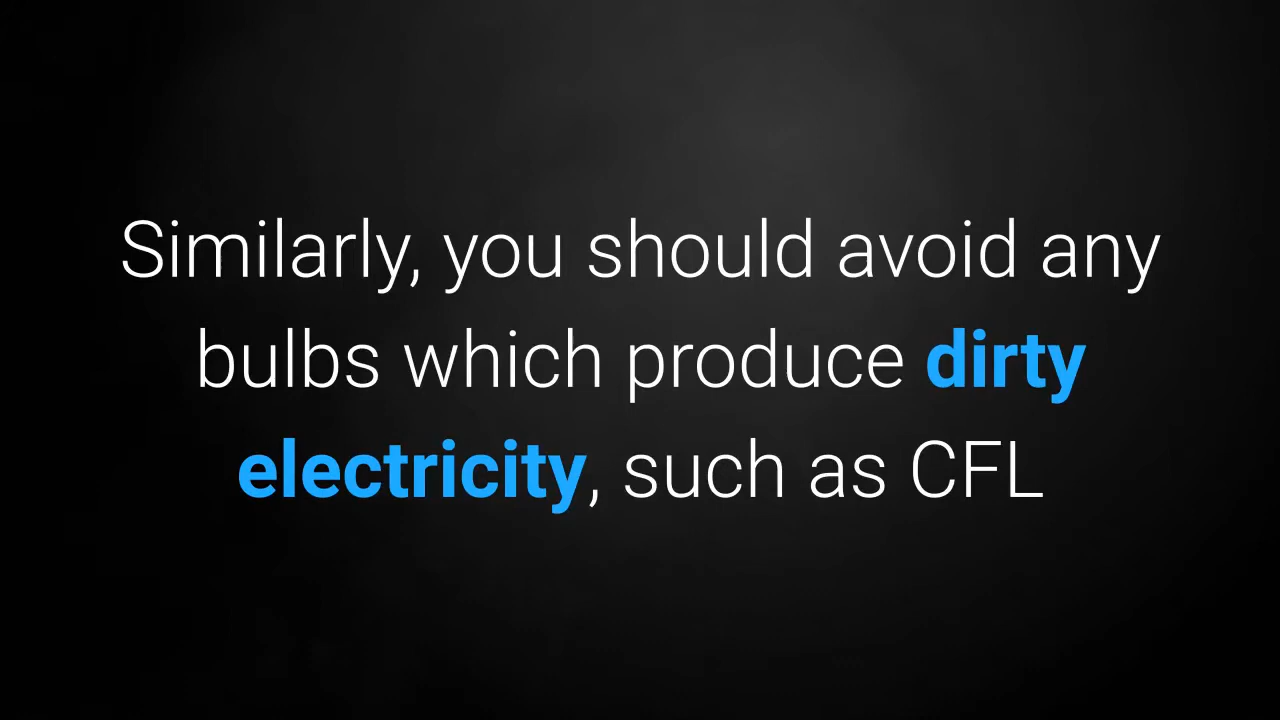 Similarly, you should avoid any
bulbs which produce dirty
electricity, such as CFL